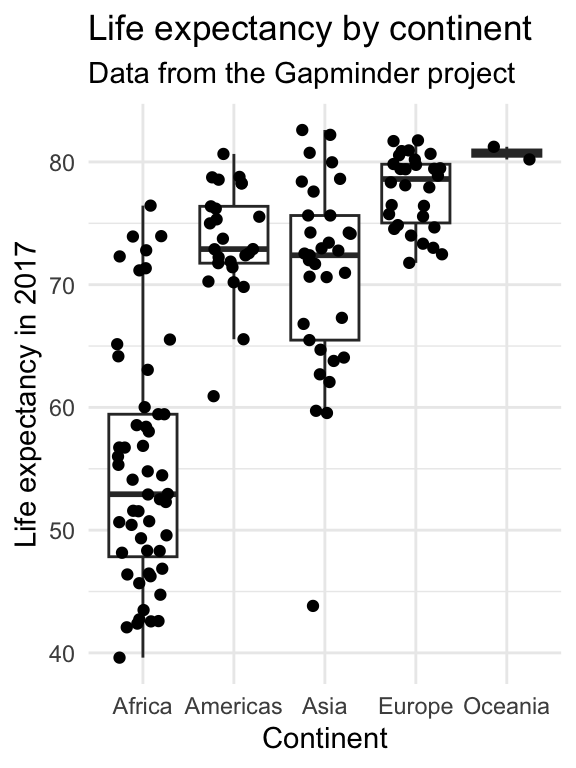 Life expectancy by continent
Data from the Gapminder project
Life expectancy in 2017
80
70
60
50
40
Africa Americas Asia Europe Oceania
Continent